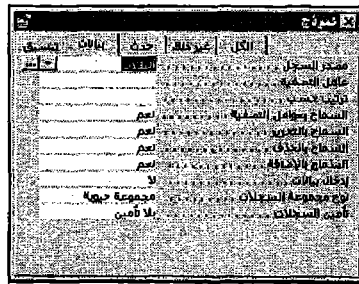 نموذج
تنسيق بيانات حدث غير ذلك الكل
مصدر السجل
عامل التصفية
ترتيب حسب
السماح بعوامل التصفية نعم
السماح بالتحرير نعم
السماح بالحذف نعم
السماح بالإضافة نعم
إدخال بيانات لا
نوع مجموعة السجلات مجموعة حيوية
تأمين السجلات بلا تأمين